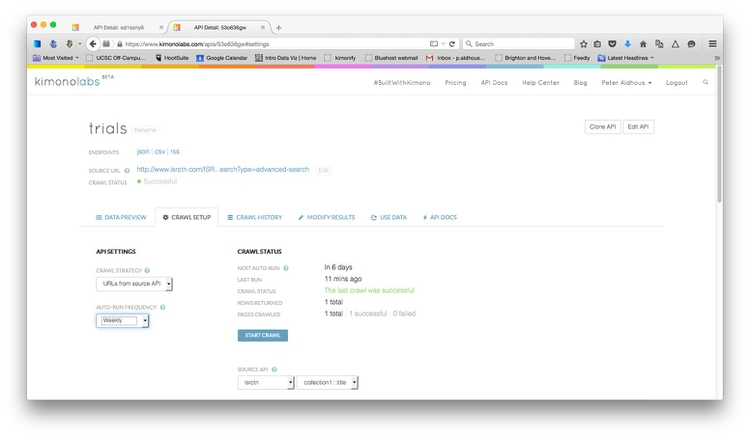 API Detail: ed1ezny6
API Detail: 53o636gw
https://www.kimonolabs.com/apis/53o636gw#settings
Search
Most Visited
UCSC Off-Campu...
HootSuite
Google Calendar
Intro Data Viz | Home
kimonify
Bluehost webmail
Inbox - p.aldhous...
Brighton and Hove...
Feedly
Latest Headlines
kimonolabs BETA
#BuiltWithKimono
Pricing
API Docs
Help Center
Blog
Peter Aldhous
Logout
trials
Rename
Clone API
Edit API
ENDPOINTS
json | csv | rss
SOURCE URL
http://www.isrctn.com/ISR...earchType=advanced-search
Edit
CRAWL STATUS
Successful
DATA PREVIEW
CRAWL SETUP
CRAWL HISTORY
MODIFY RESULTS
USE DATA
API DOCS
API SETTINGS
CRAWL STRATEGY
URLs from source API
AUTO-RUN FREQUENCY
Weekly
CRAWL STATUS
NEXT AUTO-RUN
In 6 days
LAST RUN
11 mins ago
CRAWL STATUS
The last crawl was successful
ROWS RETURNED
1 total
PAGES CRAWLED
1 total | 1 successful | 0 failed
START CRAWL
SOURCE API
isrctn
collection1 : title